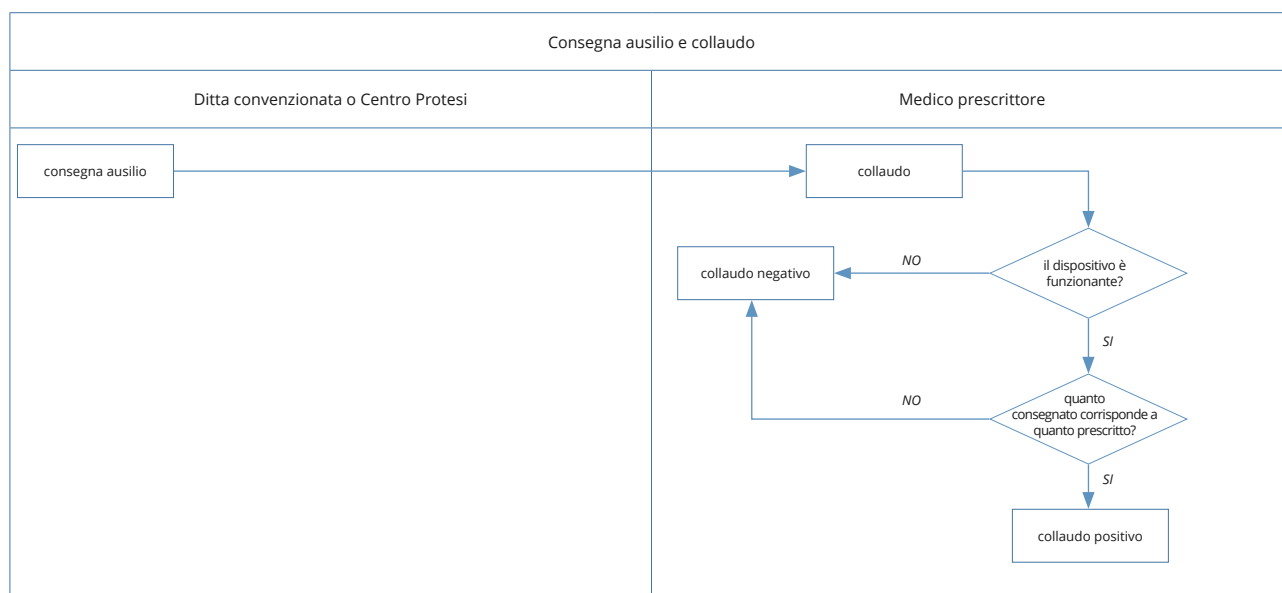 Consegna ausilio e collaudo
Ditta convenzionata o Centro Protesi
Medico prescrittore
consegna ausilio
collaudo
collaudo negativo
NO
il dispositivo è
funzionante?
SI
NO
quanto
consegnato corrisponde a
quanto prescritto?
SI
collaudo positivo